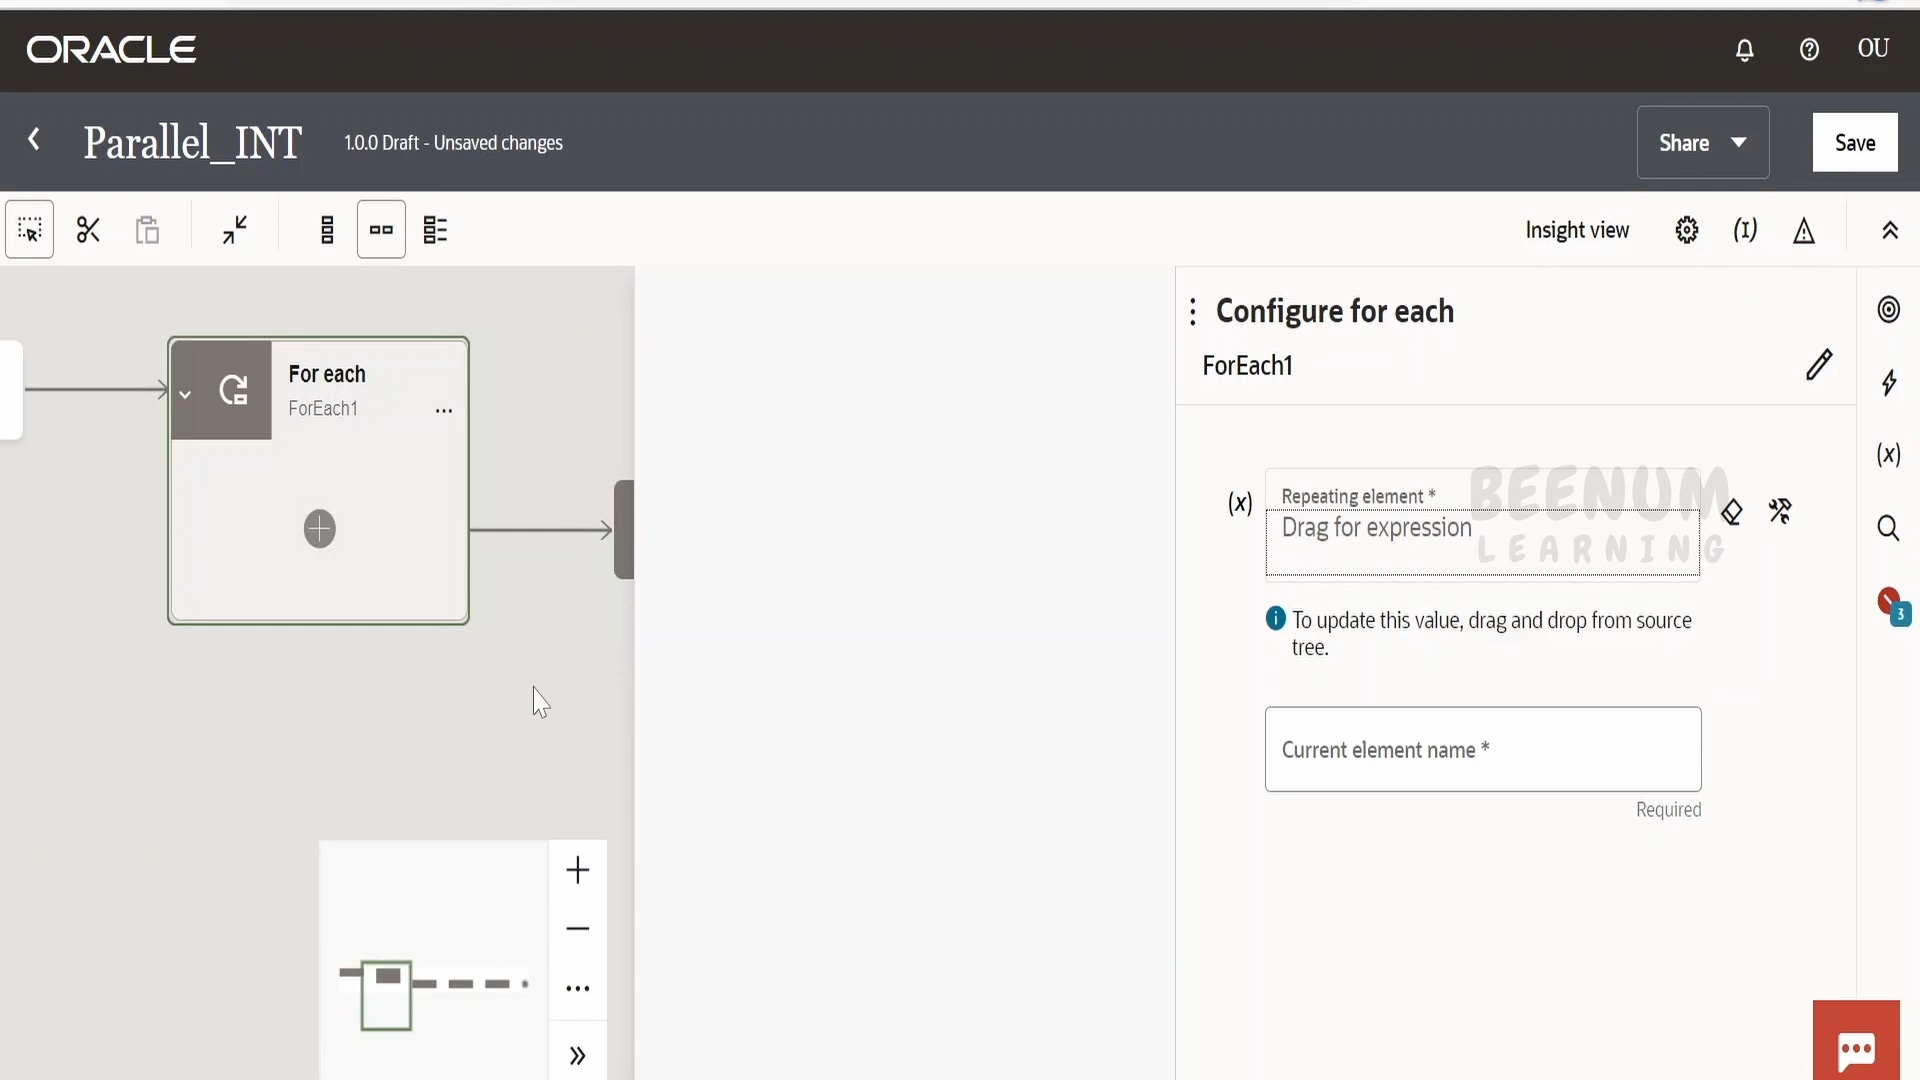 ORACLE
OU
Parallel_INT
1.0.0 Draft - Unsaved changes
Share
Save
Insight view
For each
ForEach1
Configure for each
ForEach1
(x)
Repeating element *
Drag for expression
BEENUM
LEARNING
To update this value, drag and drop from source
tree.
Current element name *
Required
(x)
3